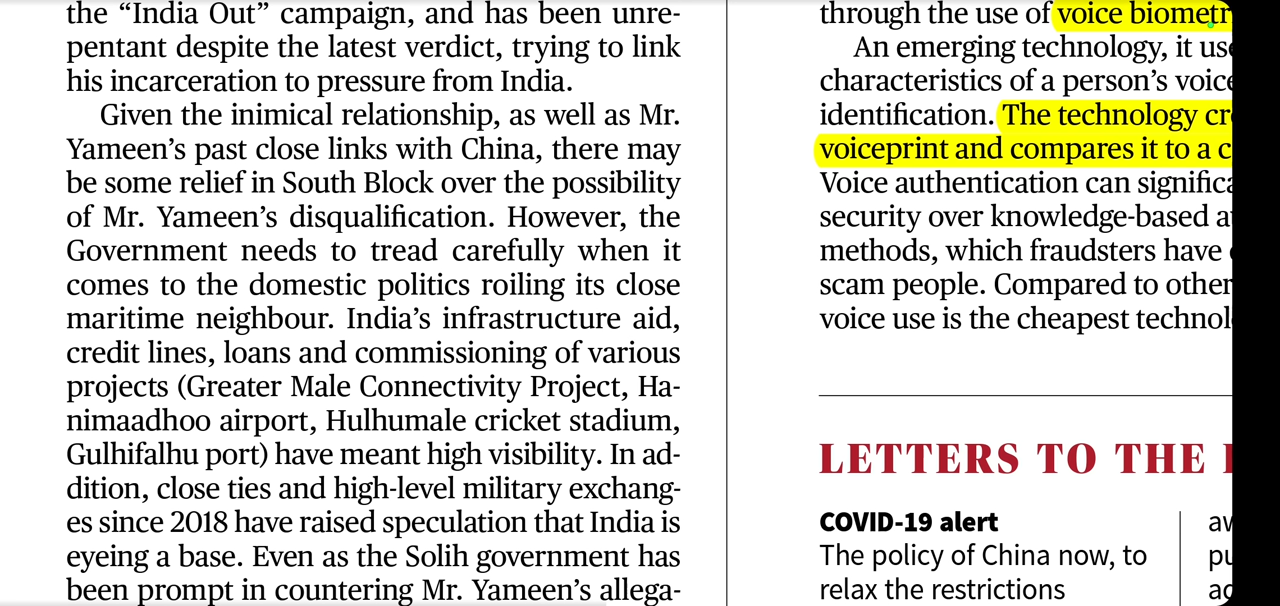 the “India Out” campaign, and has been unre-
pentant despite the latest verdict, trying to link
his incarceration to pressure from India.
Given the inimical relationship, as well as Mr.
Yameen’s past close links with China, there may
be some relief in South Block over the possibility
of Mr. Yameen’s disqualification. However, the
Government needs to tread carefully when it
comes to the domestic politics roiling its close
maritime neighbour. India’s infrastructure aid,
credit lines, loans and commissioning of various
projects (Greater Male Connectivity Project, Ha-
nimaadhoo airport, Hulhumale cricket stadium,
Gulhifalhu port) have meant high visibility. In ad-
dition, close ties and high-level military exchang-
es since 2018 have raised speculation that India is
eyeing a base. Even as the Solih government has
been prompt in countering Mr. Yameen’s allega-
through the use of voice
An emerging technology, it
characteristics of a person’s voice
identification. The technology
voiceprint and compares it to a
Voice authentication can
security over knowledge-based
methods, which fraudsters have
scam people. Compared to other
voice use is the cheapest
LETTERS TO THE
COVID-19 alert
The policy of China now, to
relax the restrictions